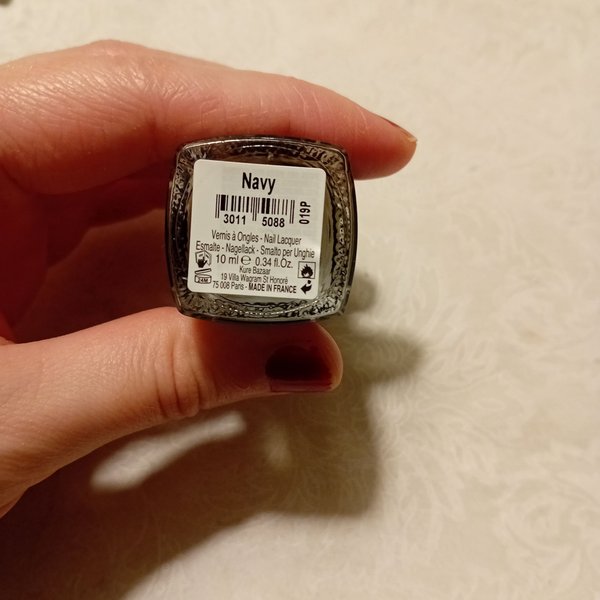 Navy
3011 5088
019P
Vernis à Ongles - Nail Lacquer
Esmalte - Nagellack - Smalto per Unghie
10 ml ℮ 0.34 fl.Oz.
Kure Bazaar
19 Villa Wagram St Honoré
75 008 Paris - MADE IN FRANCE
24M